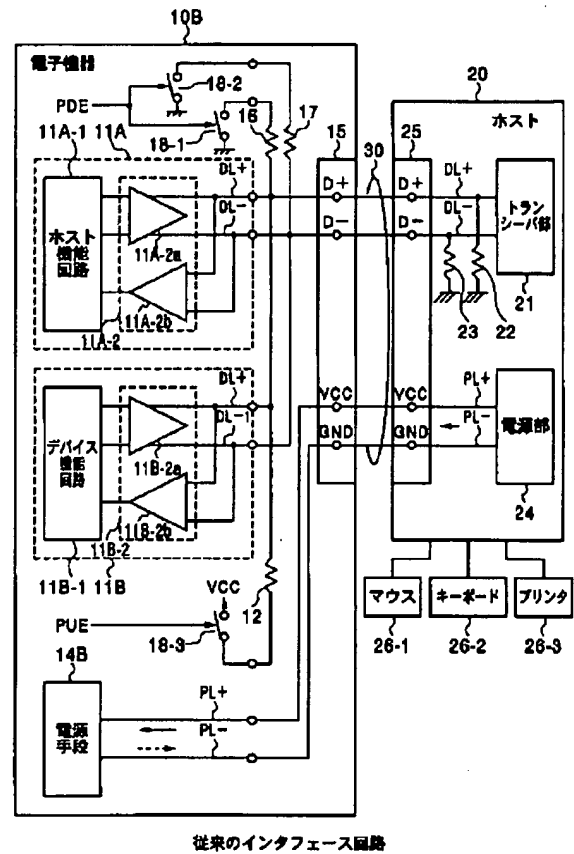 10B
電子機器
18-2
PDE
16
17
11A-1
11A
18-1
20
ホスト
15
25
30
DL+
D+
D+
DL+
DL-
D-
D-
DL-
ホスト
機能
回路
11A-2a
11A-2b
11A-2
トラン
シーバ部
21
23
22
DL+
DL-1
デバイス
機能
回路
11B-2a
11B-2b
11B-2
11B-1
11B
VCC
VCC
PL+
GND
GND
PL-
電源部
24
VCC
12
PUE
18-3
マウス
キーボード
プリンタ
26-1
26-2
26-3
14B
電源
手段
PL+
PL-
従来のインタフェース回路